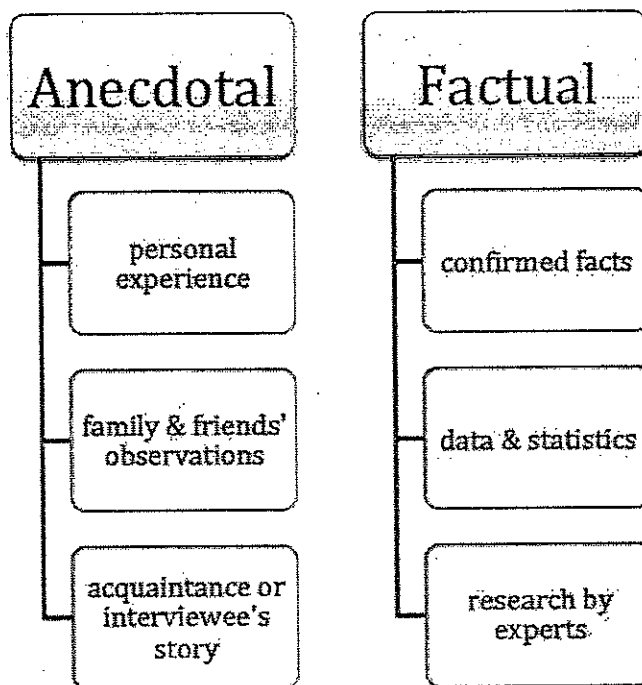 Anecdotal
personal
experience
family & friends'
observations
acquaintance or
interviewee's
story
Factual
confirmed facts
data & statistics
research by
experts